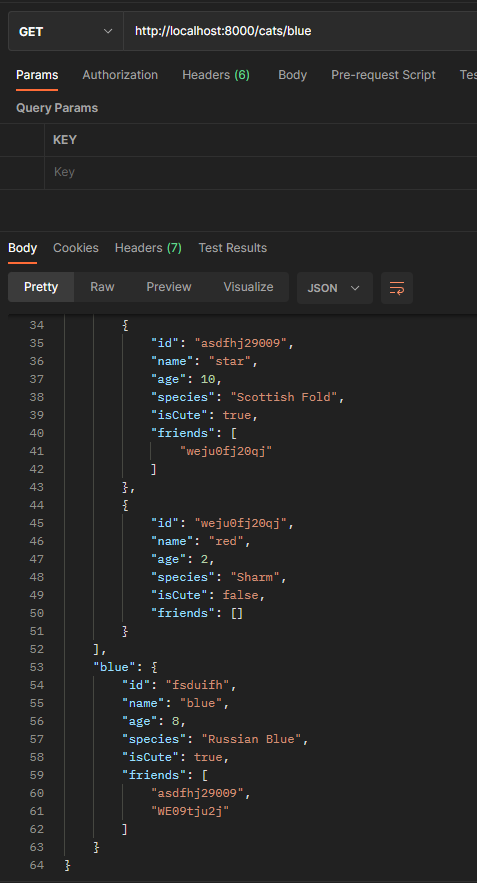 GET http://localhost:8000/cats/blue
Params Authorization Headers (6) Body Pre-request Script Tes
Query Params
KEY
Key
Body Cookies Headers (7) Test Results
Pretty Raw Preview Visualize JSON
34 {
35 "id": "asdfhj29009",
36 "name": "star",
37 "age": 10,
38 "species": "Scottish Fold",
39 "isCute": true,
40 "friends": [
41 "weju0fj20qj"
42 ]
43 },
44 {
45 "id": "weju0fj20qj",
46 "name": "red",
47 "age": 2,
48 "species": "Sharm",
49 "isCute": false,
50 "friends": []
51 }
52 ],
53 "blue": {
54 "id": "fsduifh",
55 "name": "blue",
56 "age": 8,
57 "species": "Russian Blue",
58 "isCute": true,
59 "friends": [
60 "asdfhj29009",
61 "WE09tju2j"
62 ]
63 }
64 }